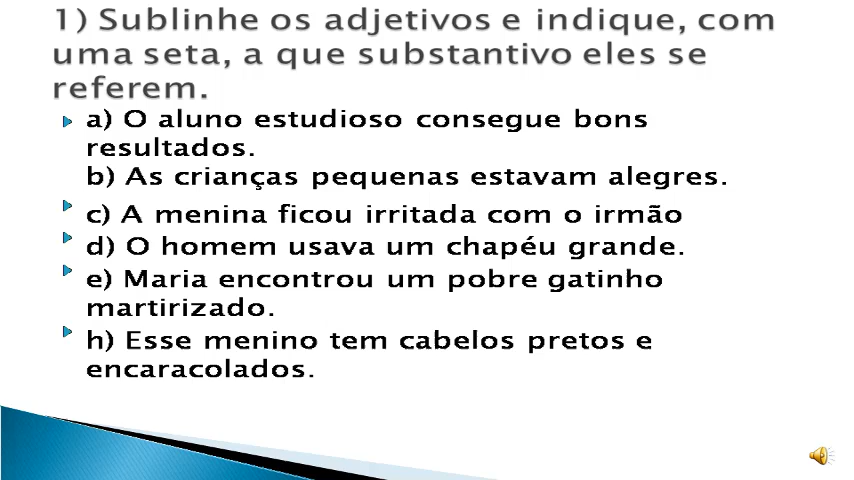 1) Sublinhe os adjetivos e indique, com
uma seta, a que substantivo eles se
referem.
a) O aluno estudioso consegue bons
resultados.
b) As crianças pequenas estavam alegres.
c) A menina ficou irritada com o irmão
d) O homem usava um chapéu grande.
e) Maria encontrou um pobre gatinho
martirizado.
h) Esse menino tem cabelos pretos e
encaracolados.